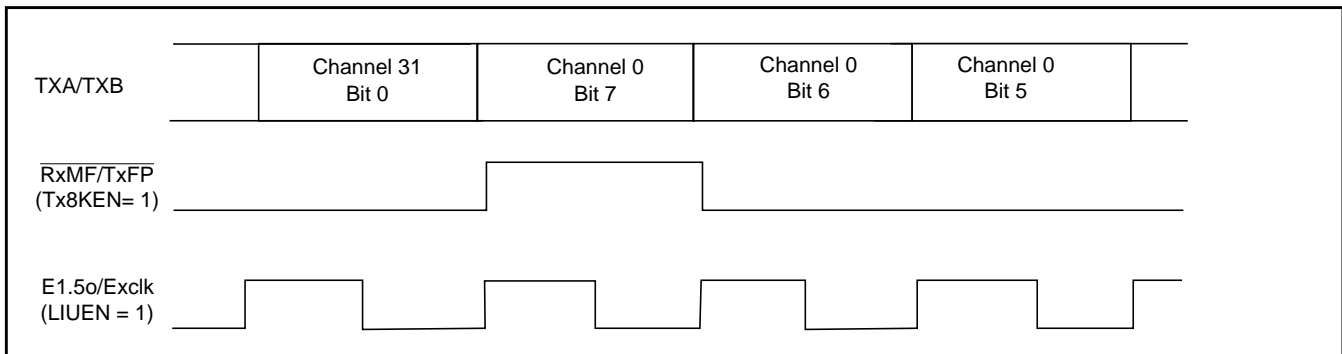 TXA/TXB
Channel 31
Bit 0
Channel 0
Bit 7
Channel 0
Bit 6
Channel 0
Bit 5
RxMF/TxFP
(Tx8KEN= 1)
E1.5o/Exclk
(LIUEN = 1)